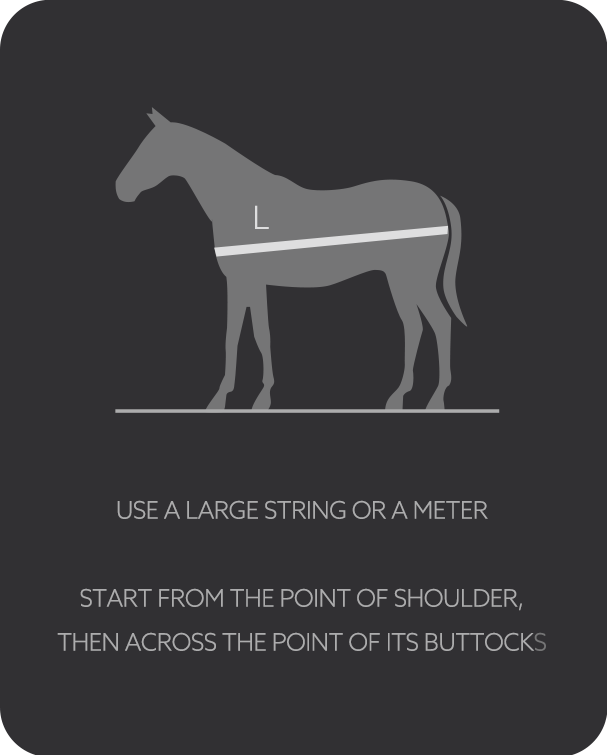 L
USE A LARGE STRING OR A METER
START FROM THE POINT OF SHOULDER,
THEN ACROSS THE POINT OF ITS BUTTOCKS